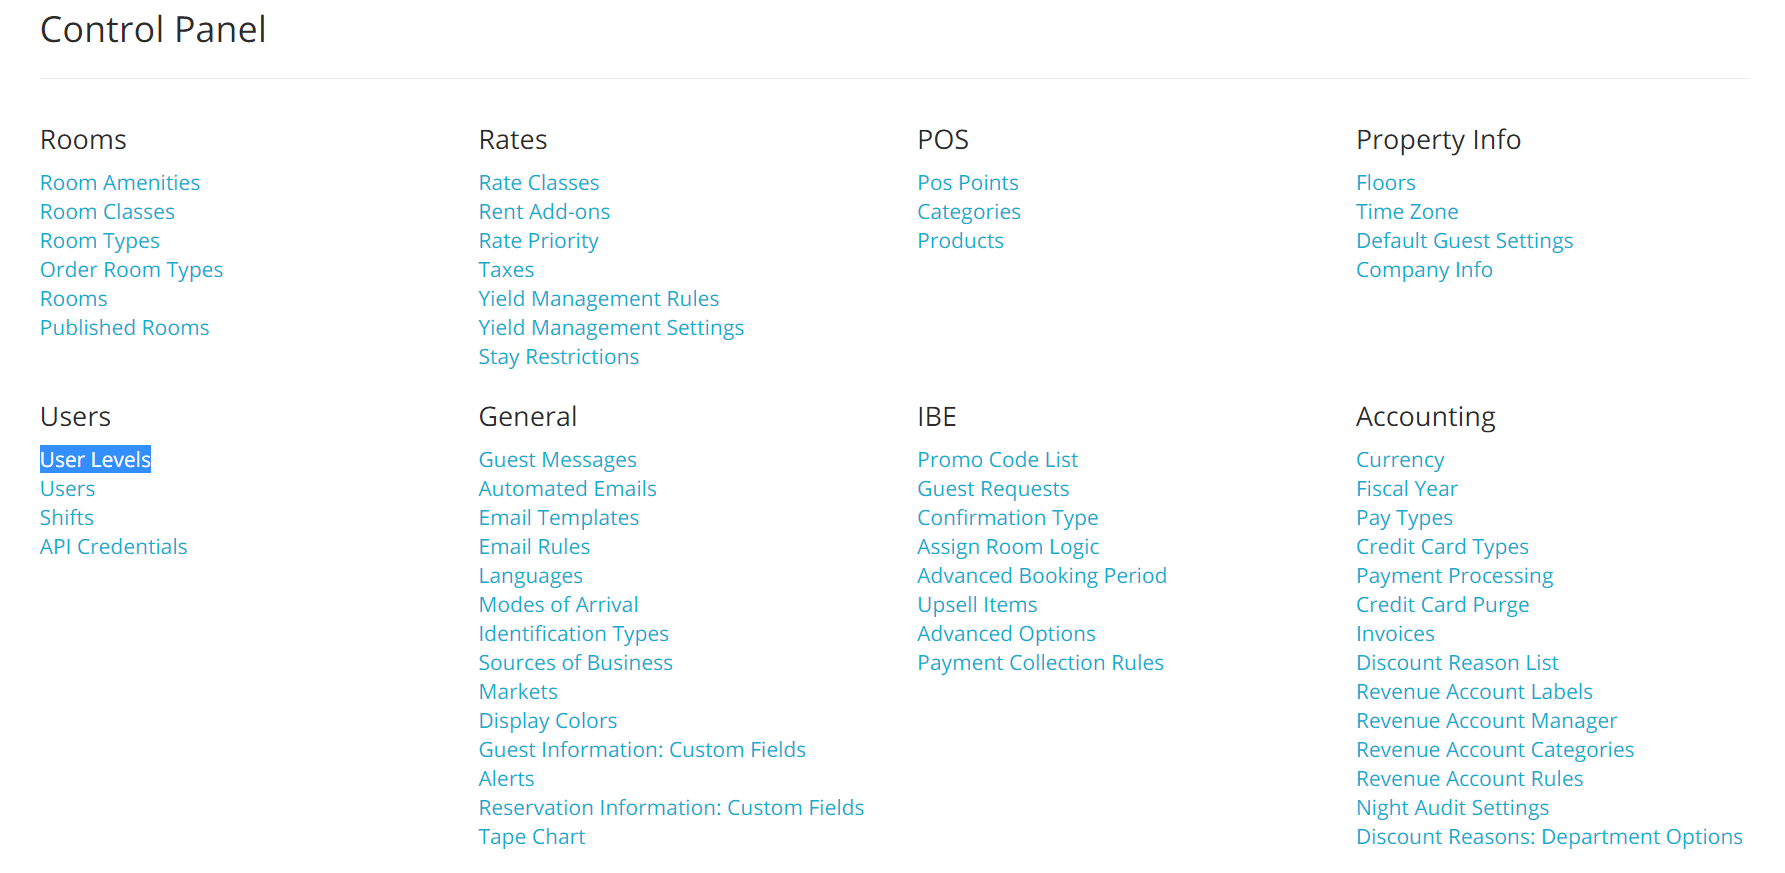 Control Panel
Rooms
Room Amenities
Room Classes
Room Types
Order Room Types
Rooms
Published Rooms
Rates
Rate Classes
Rent Add-ons
Rate Priority
Taxes
Yield Management Rules
Yield Management Settings
Stay Restrictions
POS
Pos Points
Categories
Products
Property Info
Floors
Time Zone
Default Guest Settings
Company Info
Users
User Levels
Users
Shifts
API Credentials
General
Guest Messages
Automated Emails
Email Templates
Email Rules
Languages
Modes of Arrival
Identification Types
Sources of Business
Markets
Display Colors
Guest Information: Custom Fields
Alerts
Reservation Information: Custom Fields
Tape Chart
IBE
Promo Code List
Guest Requests
Confirmation Type
Assign Room Logic
Advanced Booking Period
Upsell Items
Advanced Options
Payment Collection Rules
Accounting
Currency
Fiscal Year
Pay Types
Credit Card Types
Payment Processing
Credit Card Purge
Invoices
Discount Reason List
Revenue Account Labels
Revenue Account Manager
Revenue Account Categories
Revenue Account Rules
Night Audit Settings
Discount Reasons: Department Options